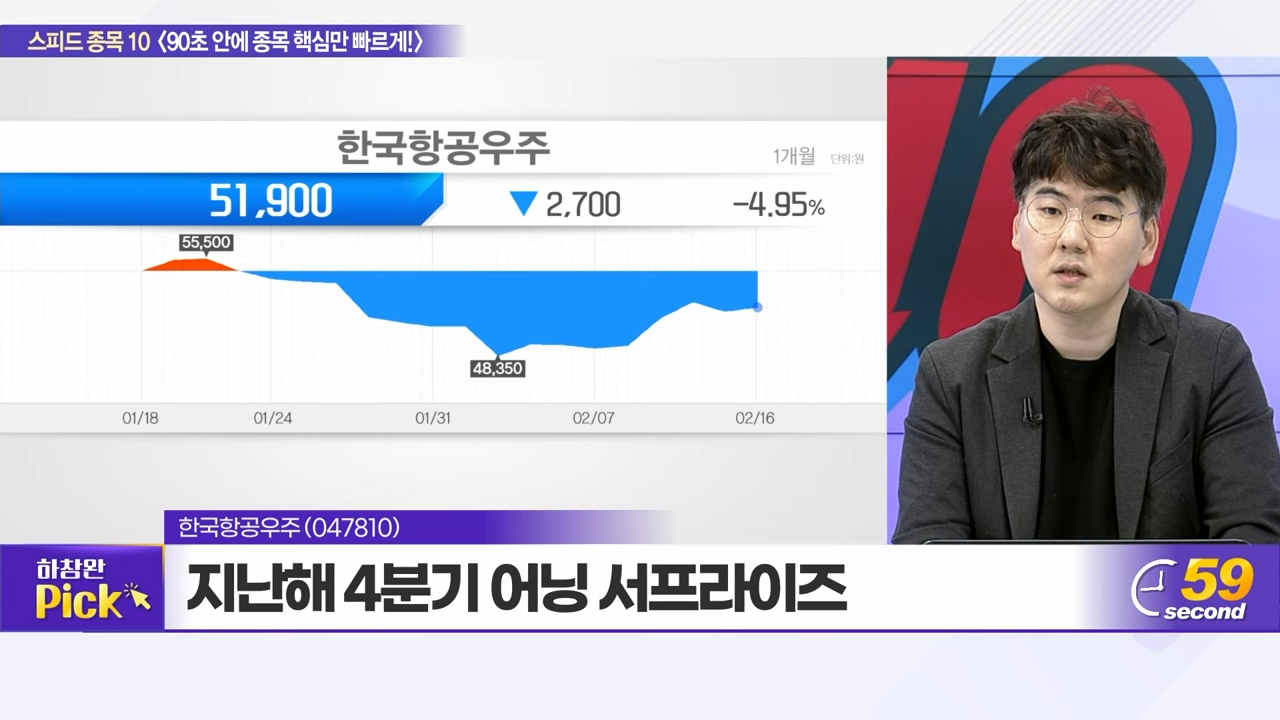 스피드 종목 10 〈90초 안에 종목 핵심만 빠르게!〉
한국항공우주
1개월 단위:원
51,900 ▼ 2,700 -4.95%
55,500
48,350
01/18 01/24 01/31 02/07 02/16
한국항공우주(047810)
하창완
Pick
지난해 4분기 어닝 서프라이즈
59
second